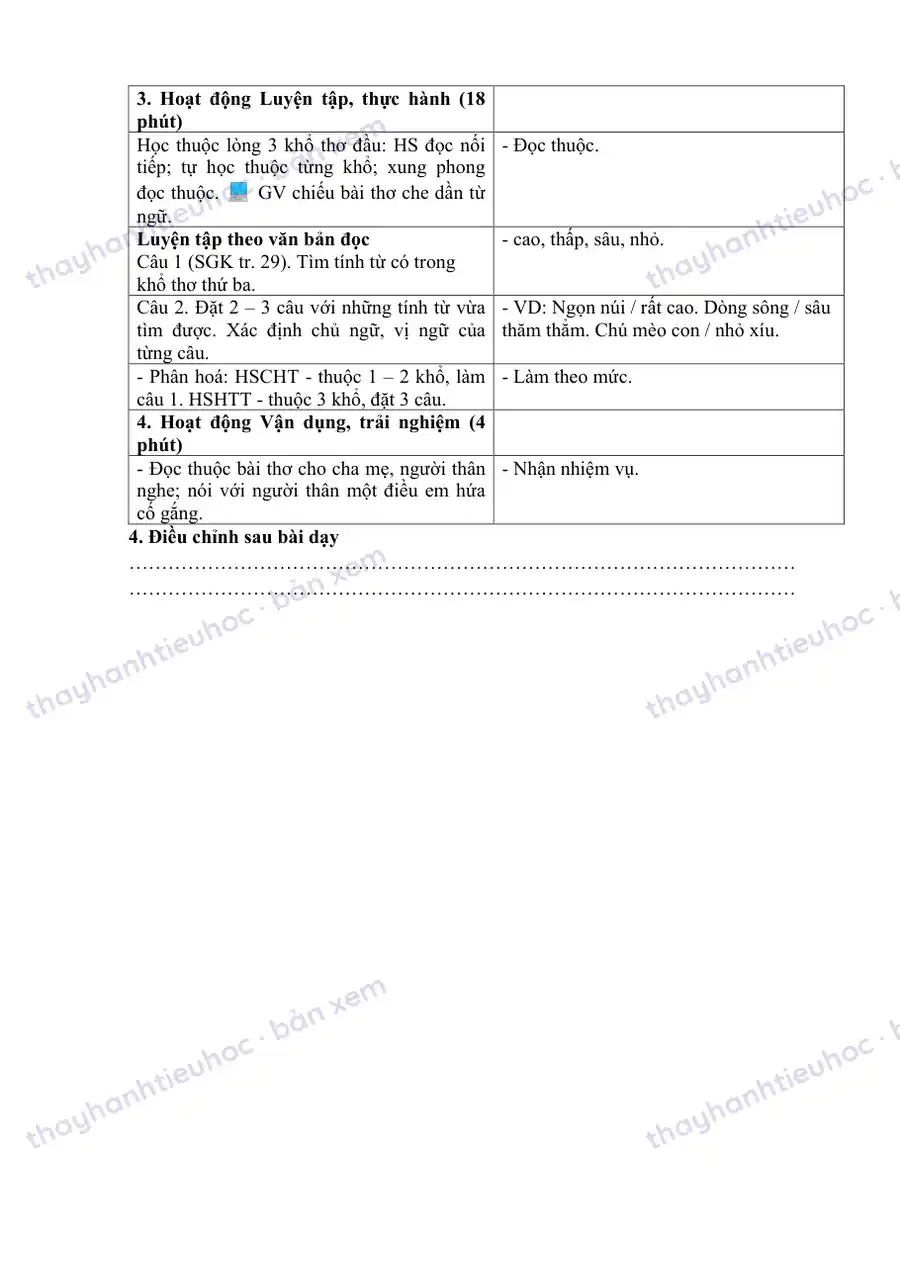 3. Hoạt động Luyện tập, thực hành (18
phút)
Học thuộc lòng 3 khổ thơ đầu: HS đọc nối
tiếp; tự học thuộc từng khổ; xung phong
đọc thuộc. GV chiếu bài thơ che dần từ
ngữ.
- Đọc thuộc.
Luyện tập theo văn bản đọc
Câu 1 (SGK tr. 29). Tìm tính từ có trong
khổ thơ thứ ba.
- cao, thấp, sâu, nhỏ.
Câu 2. Đặt 2 – 3 câu với những tính từ vừa
tìm được. Xác định chủ ngữ, vị ngữ của
từng câu.
- VD: Ngọn núi / rất cao. Dòng sông / sâu
thăm thẳm. Chú mèo con / nhỏ xíu.
- Phân hoá: HSCHT - thuộc 1 – 2 khổ, làm
câu 1. HSHTT - thuộc 3 khổ, đặt 3 câu.
- Làm theo mức.
4. Hoạt động Vận dụng, trải nghiệm (4
phút)
- Đọc thuộc bài thơ cho cha mẹ, người thân
nghe; nói với người thân một điều em hứa
cố gắng.
- Nhận nhiệm vụ.
4. Điều chỉnh sau bài dạy
…………………………………………………………………………………………
…………………………………………………………………………………………
thayhanhtieuhoc · bản xem
thayhanhtieuhoc · b
thayhanhtieuhoc · bản xem
thayhanhtieuhoc · b
thayhanhtieuhoc · bản xem
thayhanhtieuhoc · b